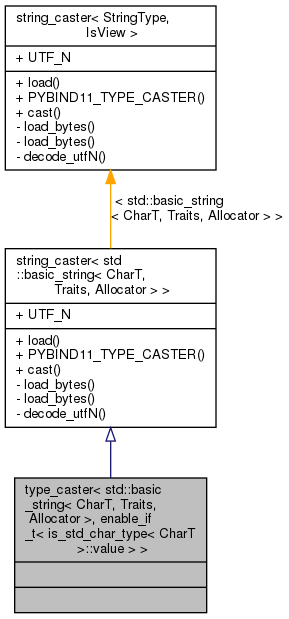 string_caster< StringType,
IsView >
+ UTF_N
+ load()
+ PYBIND11_TYPE_CASTER()
+ cast()
- load_bytes()
- load_bytes()
- decode_utfN()
< std::basic_string
< CharT, Traits, Allocator > >
string_caster< std
::basic_string< CharT,
Traits, Allocator > >
+ UTF_N
+ load()
+ PYBIND11_TYPE_CASTER()
+ cast()
- load_bytes()
- load_bytes()
- decode_utfN()
type_caster< std::basic
_string< CharT, Traits,
Allocator >, enable_if
_t< is_std_char_type< CharT
>::value > >